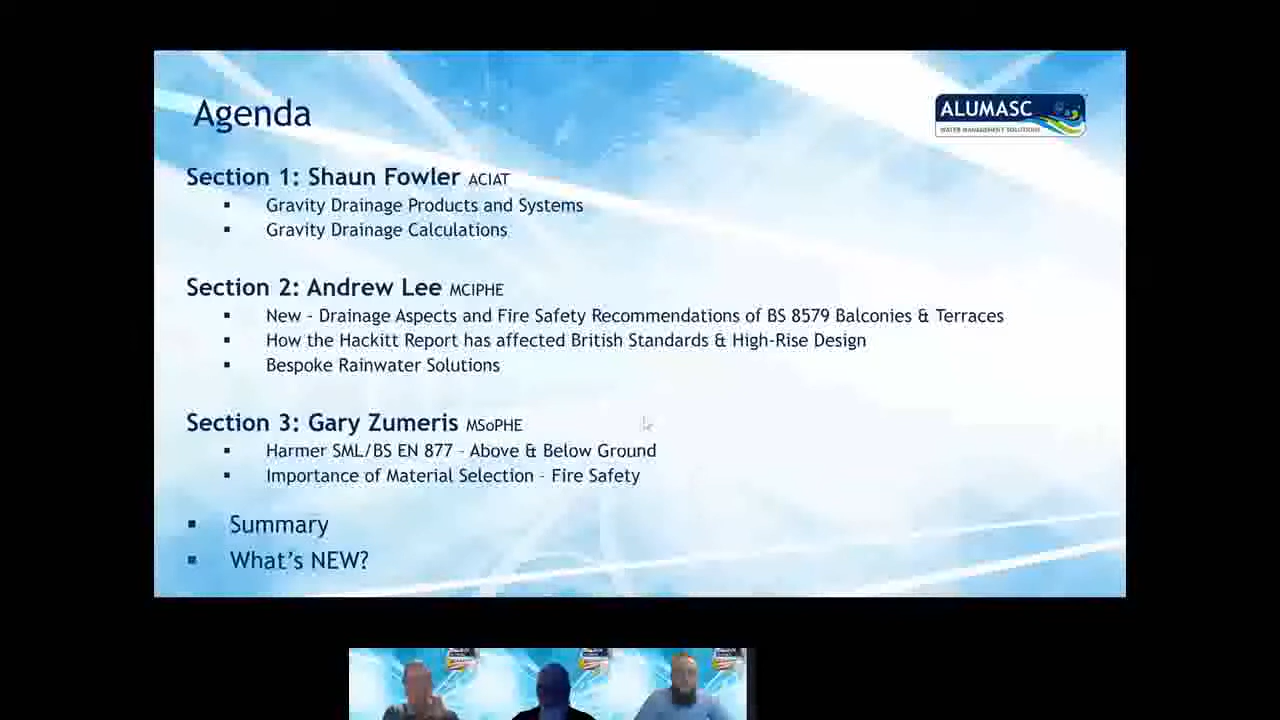 Agenda
ALUMASC
WATER MANAGEMENT SOLUTIONS
Section 1: Shaun Fowler ACIAT
▪ Gravity Drainage Products and Systems
▪ Gravity Drainage Calculations
Section 2: Andrew Lee MCIPHE
▪ New – Drainage Aspects and Fire Safety Recommendations of BS 8579 Balconies & Terraces
▪ How the Hackitt Report has affected British Standards & High-Rise Design
▪ Bespoke Rainwater Solutions
Section 3: Gary Zumeris MSoPHE
▪ Harmer SML/BS EN 877 – Above & Below Ground
▪ Importance of Material Selection – Fire Safety
▪ Summary
▪ What's NEW?